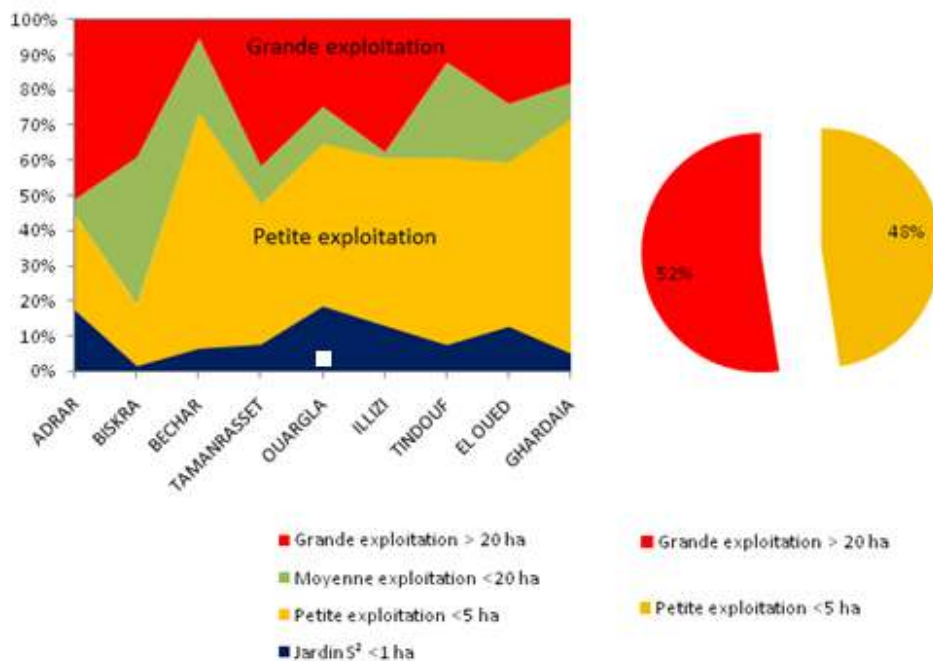 100%
90%
80%
70%
60%
50%
40%
30%
20%
10%
0%
Grande exploitation
Petite exploitation
ADRAR
BISKRA
BECHAR
TAMANRASSET
OUARGLA
ILLIZI
TINDOUF
EL OUED
GHARDAIA
52%
48%
Grande exploitation > 20 ha
Moyenne exploitation <20 ha
Petite exploitation <5 ha
Jardin S² <1 ha
Grande exploitation > 20 ha
Petite exploitation <5 ha